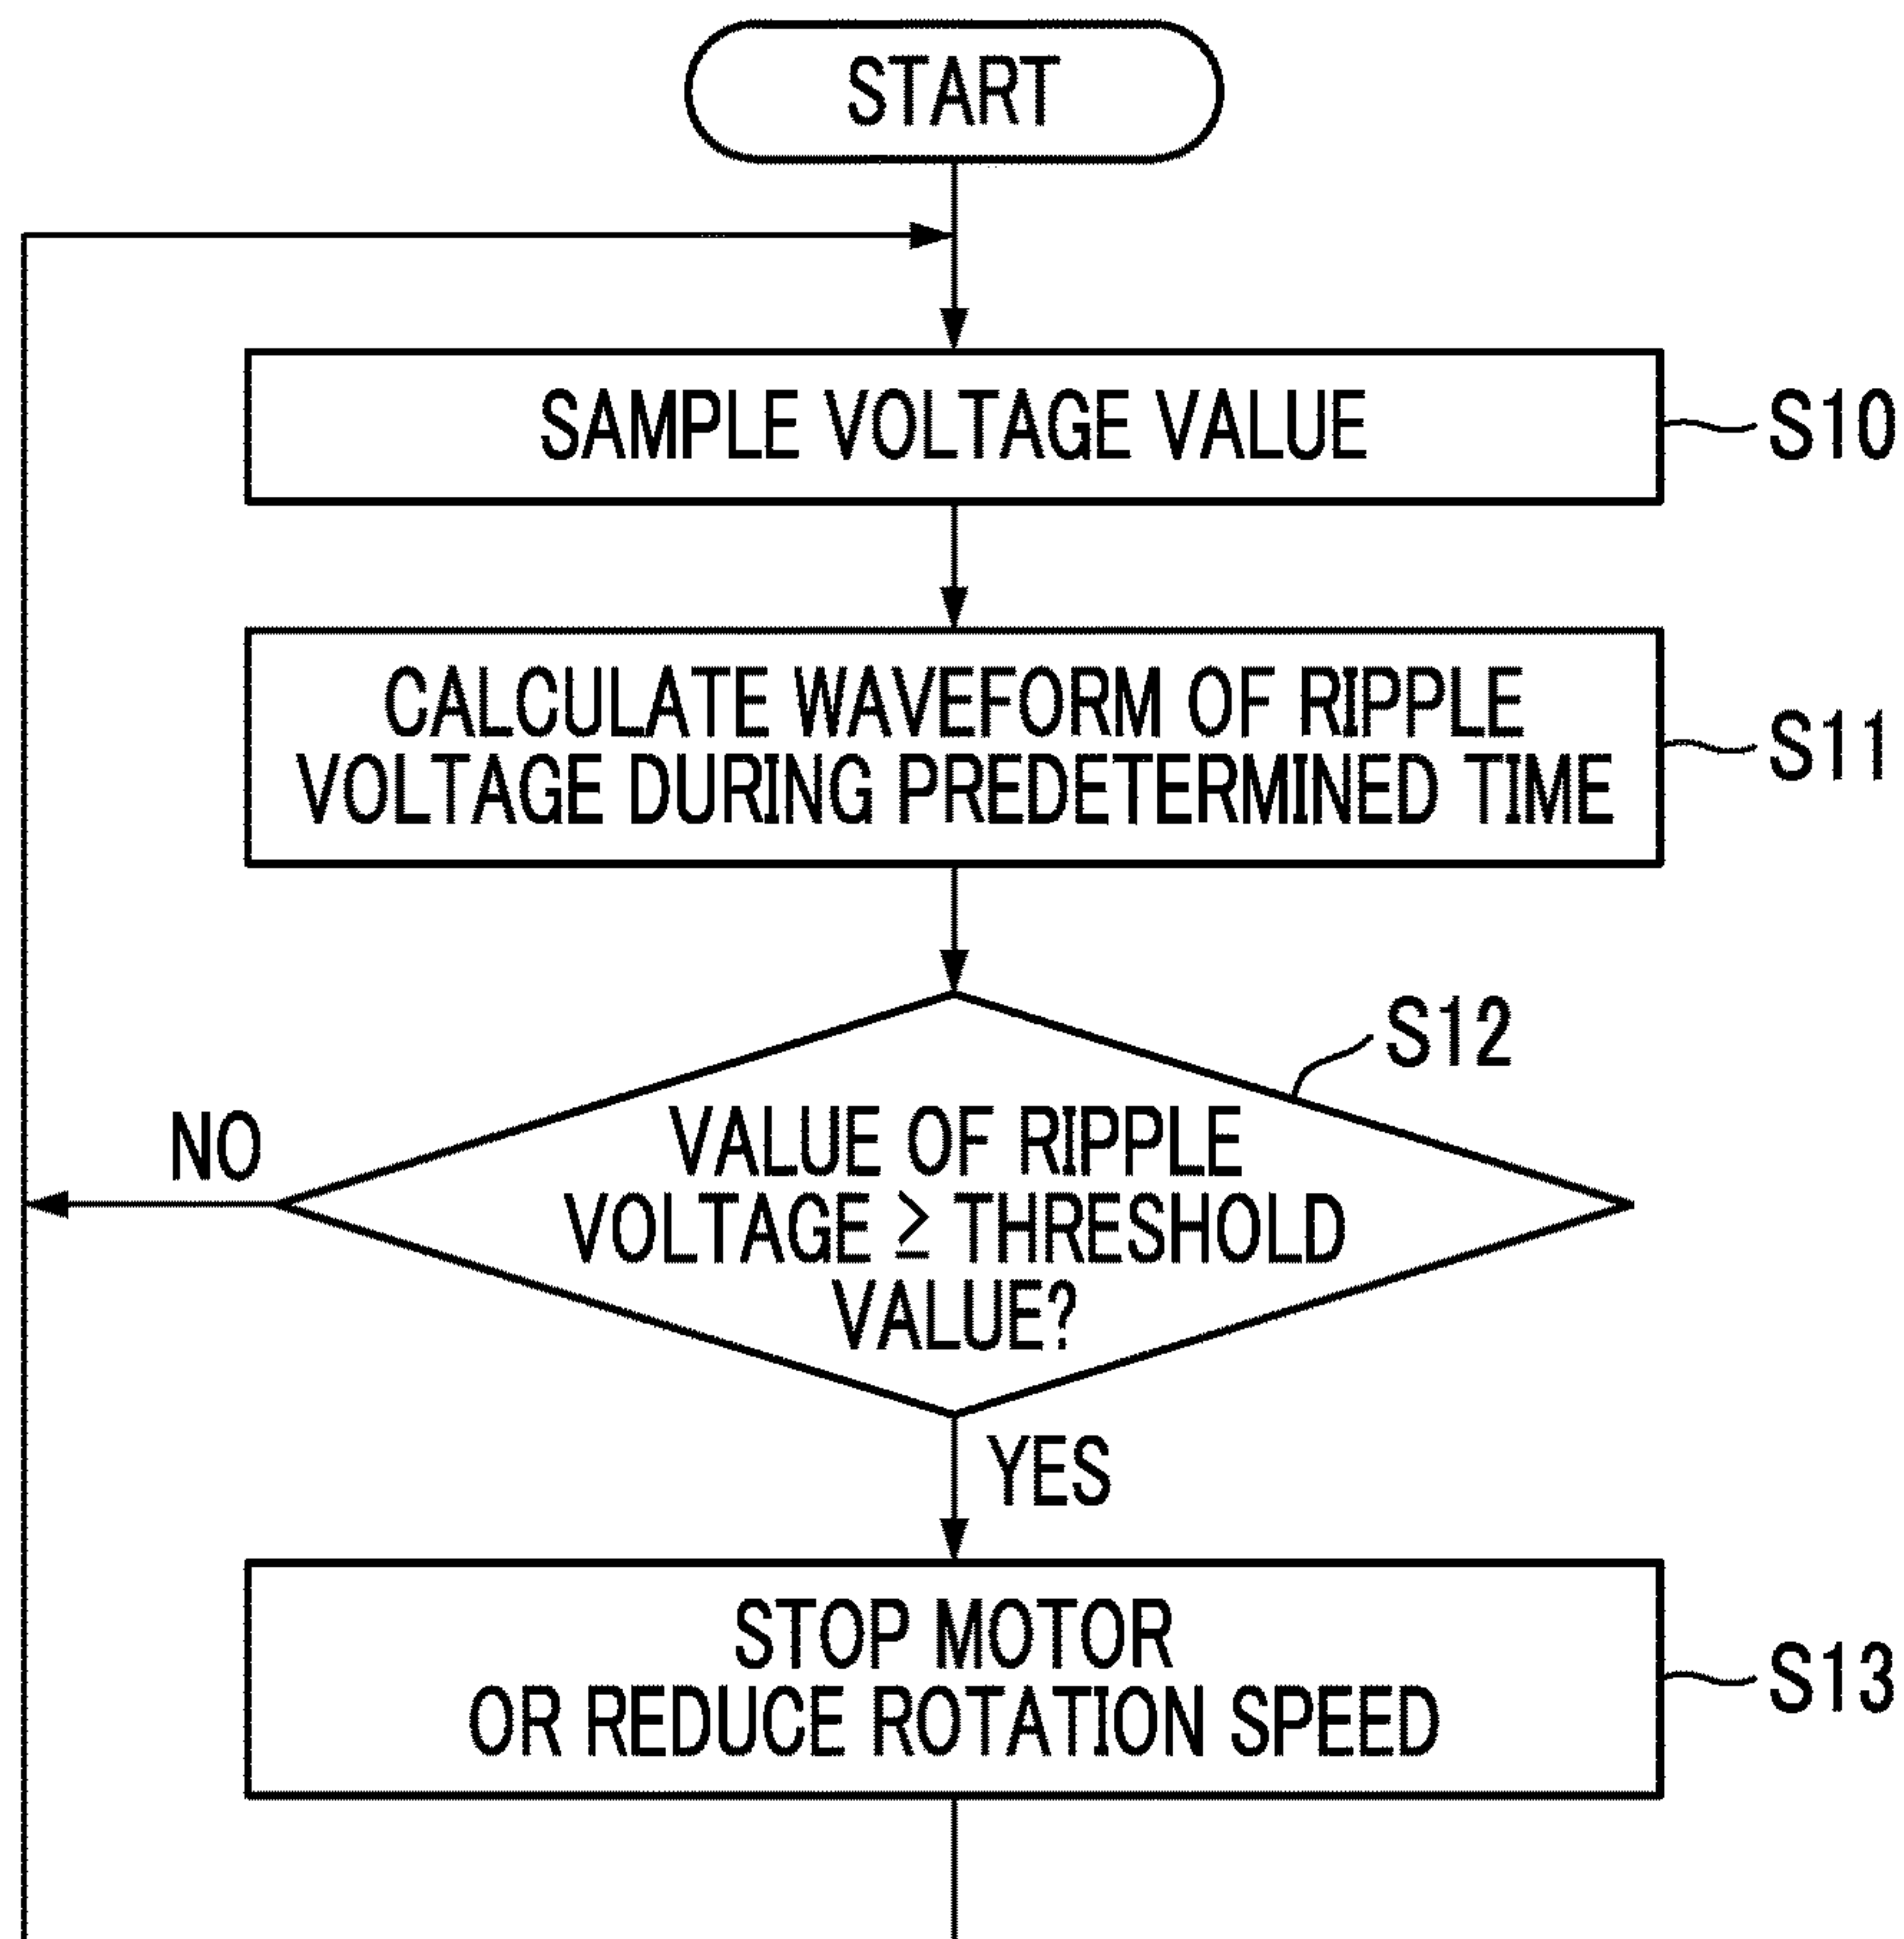 START
SAMPLE VOLTAGE VALUE
S10
CALCULATE WAVEFORM OF RIPPLE
VOLTAGE DURING PREDETERMINED TIME
S11
S12
VALUE OF RIPPLE
VOLTAGE ≥ THRESHOLD
VALUE?
NO
YES
STOP MOTOR
OR REDUCE ROTATION SPEED
S13